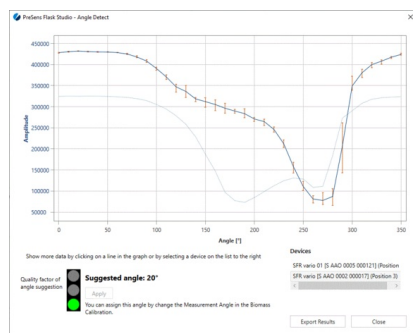 PreSens Flask Studio - Angle Detect
450000
400000
350000
300000
250000
200000
150000
100000
50000
Amplitude
0 50 100 150 200 250 300 350
Angle [°]
Show more data by clicking on a line in the graph or by selecting a device on the list to the right
Devices
SFR vario 01 [S AAO 0005 000121] (Position
SFR vario [S AAO 0002 000017] (Position 3)
Quality factor of
angle suggestion
Suggested angle: 20°
Apply
You can assign this angle by change the Measurement Angle in the Biomass
Calibration.
Export Results
Close